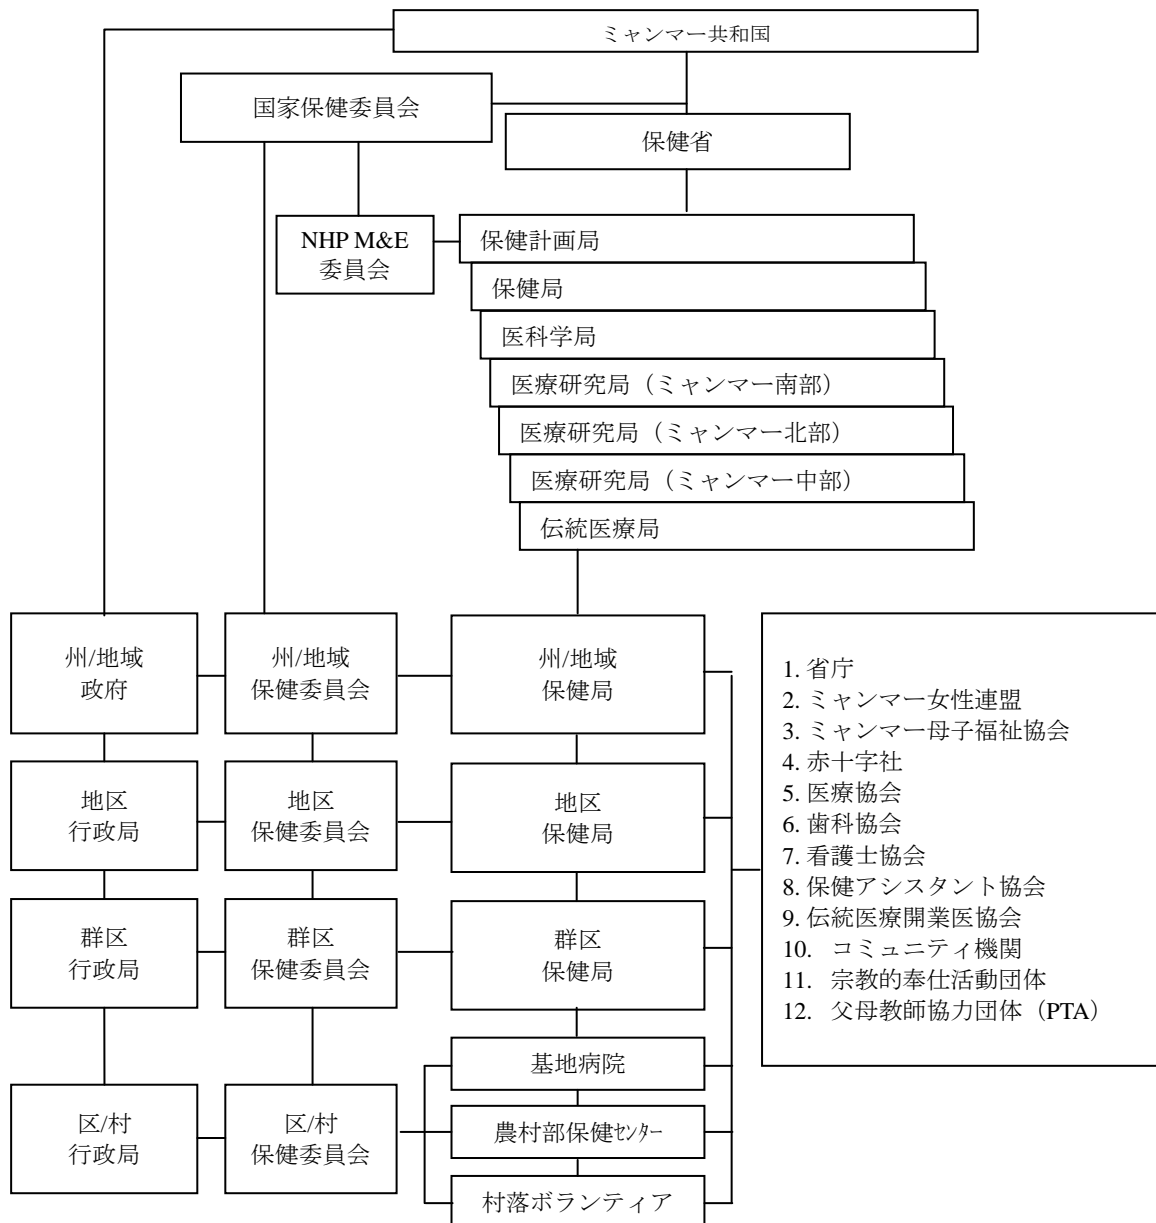 ミャンマー共和国
国家保健委員会
保健省
NHP M&E
委員会
保健計画局
保健局
医科学局
医療研究局（ミャンマー南部）
医療研究局（ミャンマー北部）
医療研究局（ミャンマー中部）
伝統医療局
州/地域
政府
州/地域
保健委員会
州/地域
保健局
地区
行政局
地区
保健委員会
地区
保健局
群区
行政局
群区
保健委員会
群区
保健局
区/村
行政局
区/村
保健委員会
基地病院
農村部保健ｾﾝﾀｰ
村落ボランティア
1. 省庁
2. ミャンマー女性連盟
3. ミャンマー母子福祉協会
4. 赤十字社
5. 医療協会
6. 歯科協会
7. 看護士協会
8. 保健アシスタント協会
9. 伝統医療開業医協会
10. コミュニティ機関
11. 宗教的奉仕活動団体
12. 父母教師協力団体（PTA）